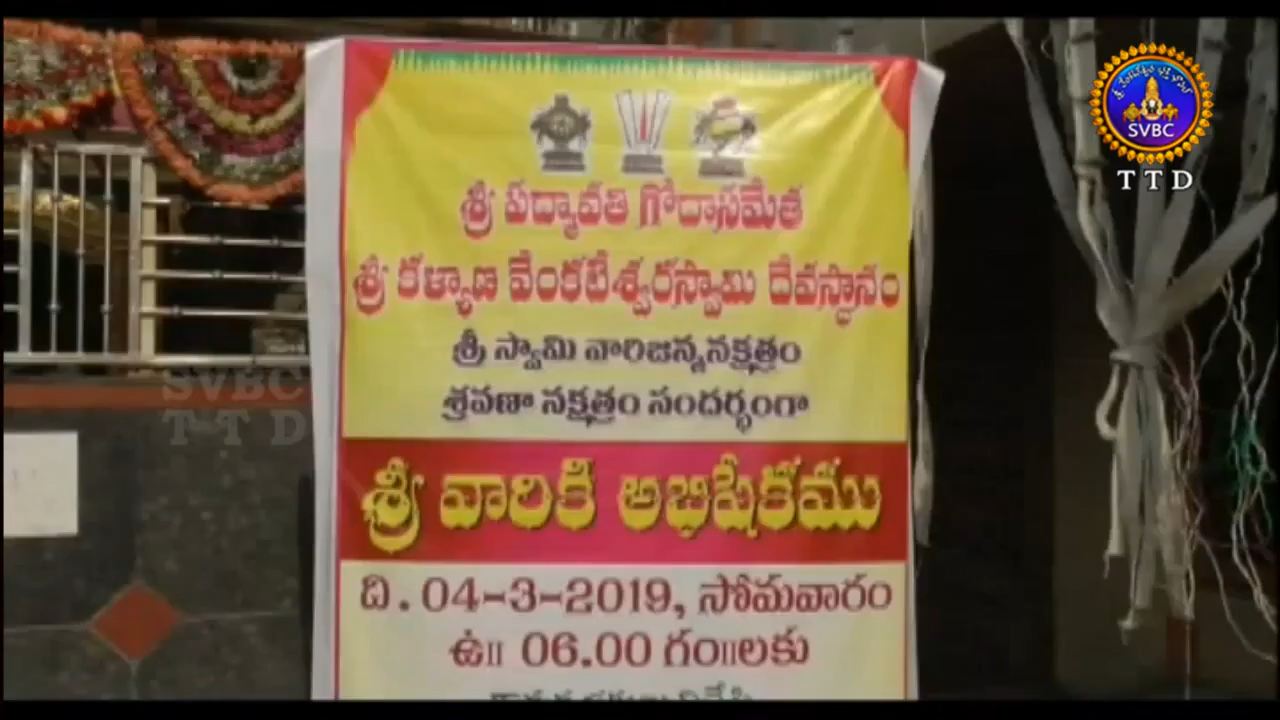 శ్రీ పద్మావతి గోదాసమేత
శ్రీ కళ్యాణ వేంకటేశ్వరస్వామి దేవస్థానం
శ్రీ స్వామి వారిజన్మనక్షత్రం
శ్రవణా నక్షత్రం సందర్భంగా
శ్రీ వారికి అభిషేకము
ది. 04-3-2019, సోమవారం
ఉ॥ 06.00 గం॥లకు
SVBC
TTD
SVBC
TTD